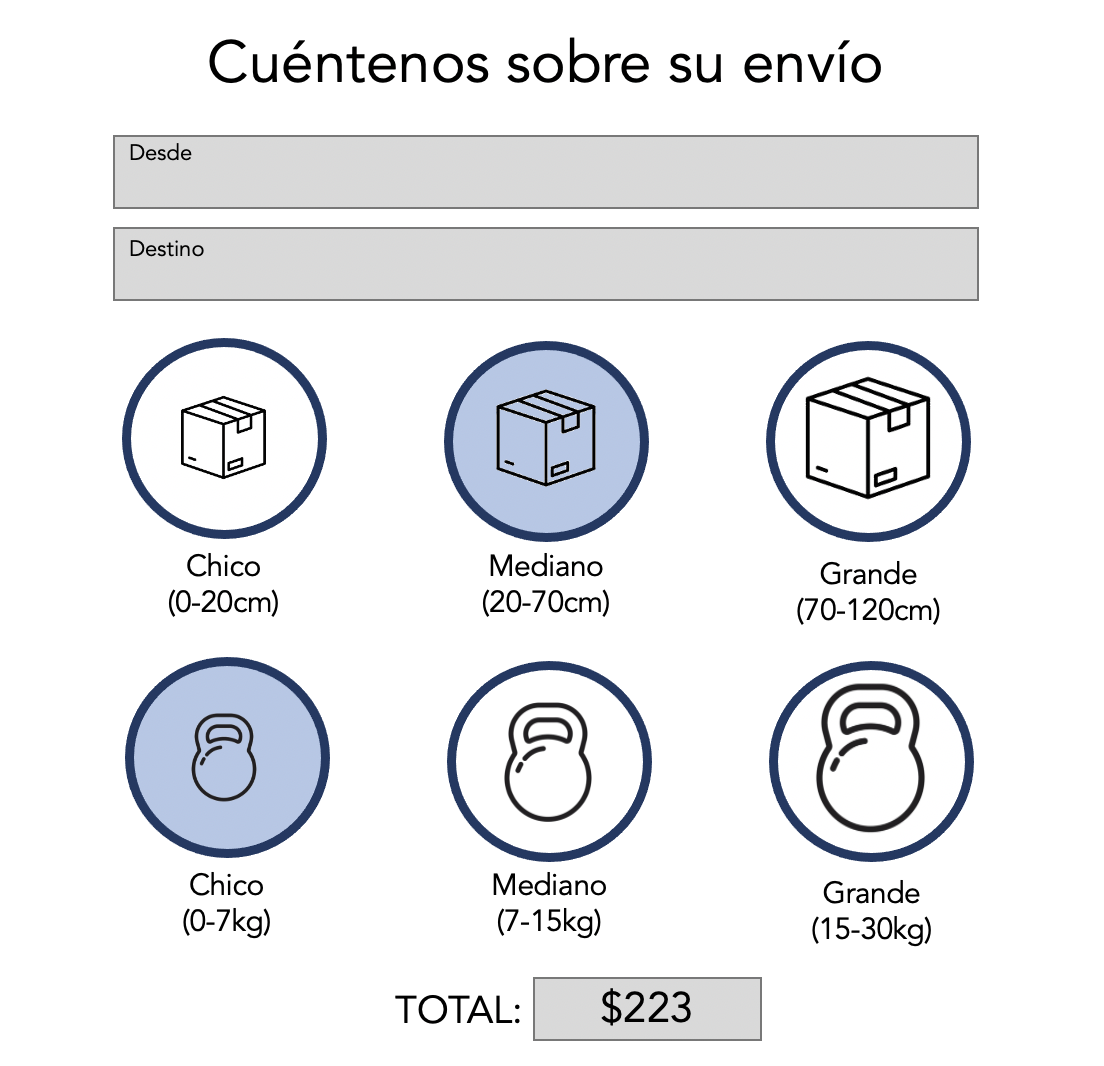 Cuéntenos sobre su envío
Desde
Destino
Chico
(0-20cm)
Mediano
(20-70cm)
Grande
(70-120cm)
Chico
(0-7kg)
Mediano
(7-15kg)
Grande
(15-30kg)
TOTAL: $223